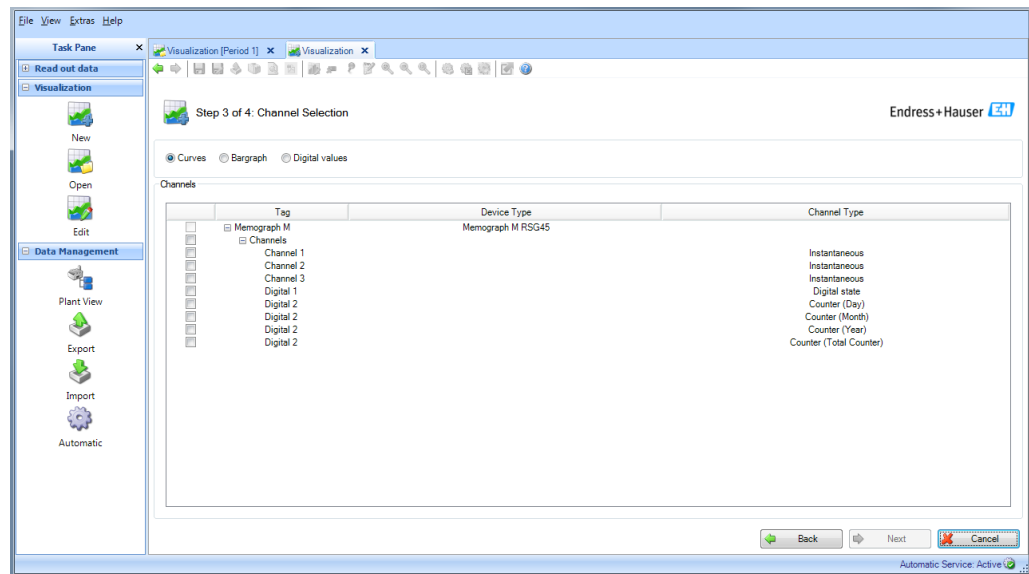 File View Extras Help
Task Pane x
Visualization [Period 1] x Visualization x
Read out data
Visualization
New
Open
Edit
Data Management
Plant View
Export
Import
Automatic
Step 3 of 4: Channel Selection
Endress+Hauser EH
Curves Bargraph Digital values
Channels
Tag Device Type Channel Type
Memograph M Memograph M RSG45
Channels
Channel 1 Instantaneous
Channel 2 Instantaneous
Channel 3 Instantaneous
Digital 1 Digital state
Digital 2 Counter (Day)
Digital 2 Counter (Month)
Digital 2 Counter (Year)
Digital 2 Counter (Total Counter)
Back Next Cancel
Automatic Service: Active